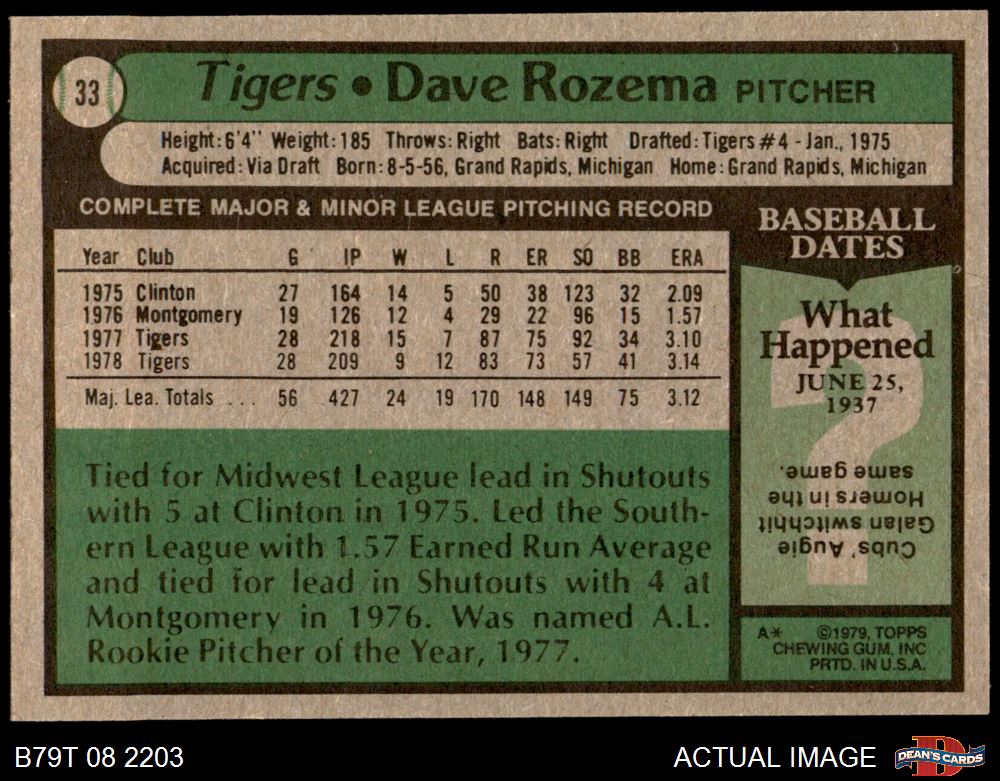 33
Tigers • Dave Rozema PITCHER
Height:6'4" Weight:185 Throws:Right Bats:Right Drafted:Tigers #4 - Jan., 1975
Acquired:Via Draft Born:8-5-56, Grand Rapids, Michigan Home:Grand Rapids, Michigan
COMPLETE MAJOR & MINOR LEAGUE PITCHING RECORD
Year Club G IP W L R ER SO BB ERA
1975 Clinton 27 164 14 5 50 38 123 32 2.09
1976 Montgomery 19 126 12 4 29 22 96 15 1.57
1977 Tigers 28 218 15 7 87 75 92 34 3.10
1978 Tigers 28 209 9 12 83 73 57 41 3.14
Maj. Lea. Totals ... 56 427 24 19 170 148 149 75 3.12
Tied for Midwest League lead in Shutouts
with 5 at Clinton in 1975. Led the South-
ern League with 1.57 Earned Run Average
and tied for lead in Shutouts with 4 at
Montgomery in 1976. Was named A.L.
Rookie Pitcher of the Year, 1977.
BASEBALL
DATES
What
Happened
JUNE 25,
1937
?
Cubs' Augie
Galan switchhit
Homers in the
same game.
A* ©1979, TOPPS
CHEWING GUM, INC
PRTD. IN U.S.A.
B79T 08 2203
ACTUAL IMAGE
D
DEAN'S CARDS